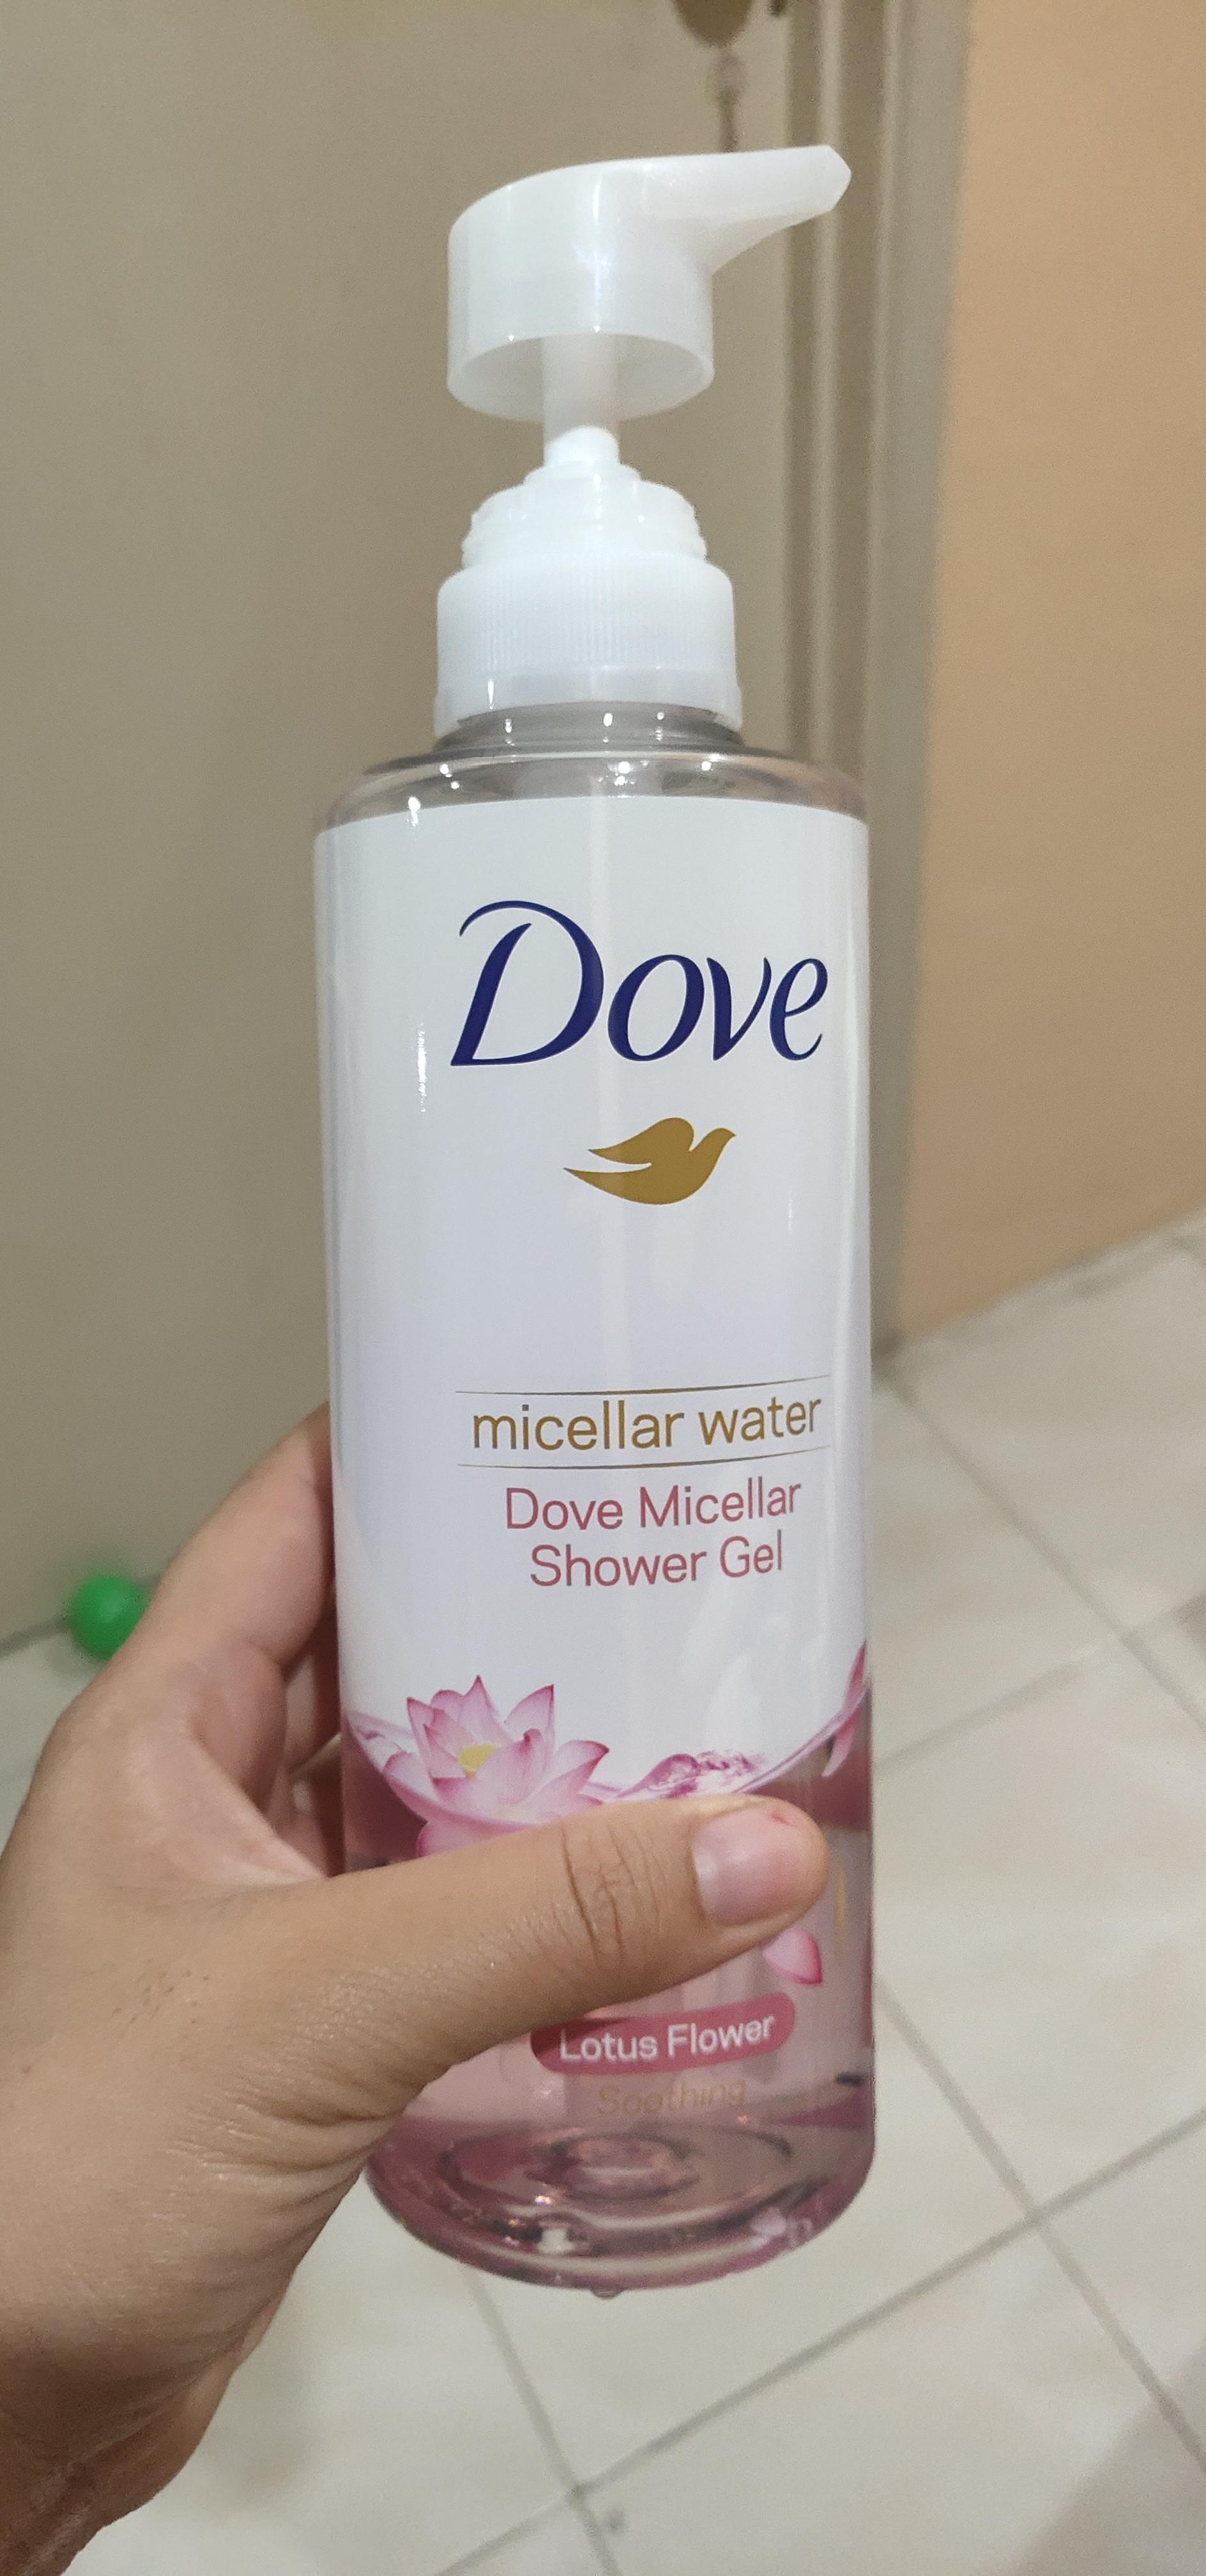 Dove
micellar water
Dove Micellar
Shower Gel
Lotus Flower
Soothing